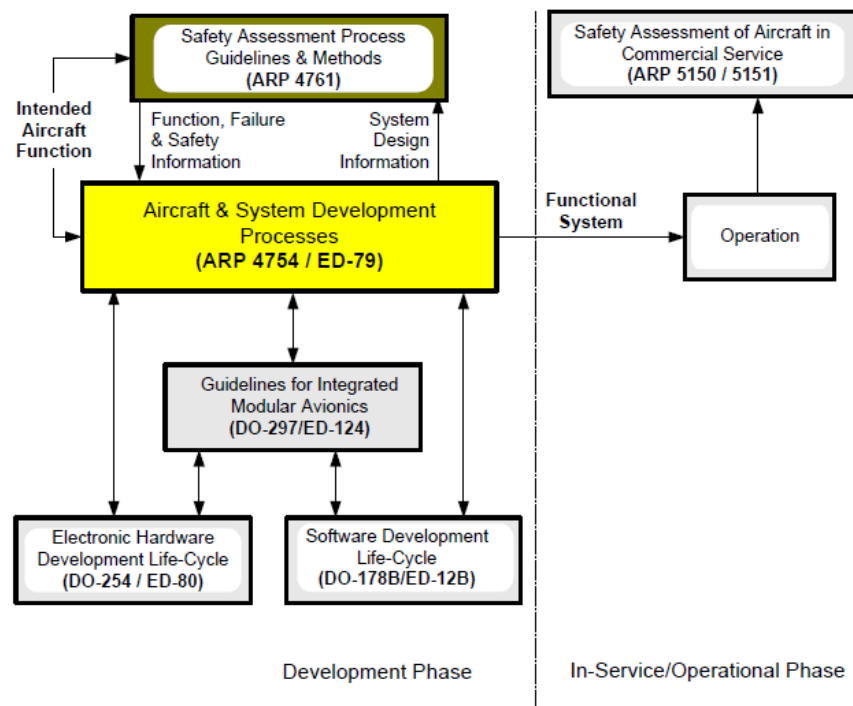 Safety Assessment Process
Guidelines & Methods
(ARP 4761)
Safety Assessment of Aircraft in
Commercial Service
(ARP 5150 / 5151)
Intended
Aircraft
Function
Function, Failure
& Safety
Information
System
Design
Information
Aircraft & System Development
Processes
(ARP 4754 / ED-79)
Functional
System
Operation
Guidelines for Integrated
Modular Avionics
(DO-297/ED-124)
Electronic Hardware
Development Life-Cycle
(DO-254 / ED-80)
Software Development
Life-Cycle
(DO-178B/ED-12B)
Development Phase
In-Service/Operational Phase